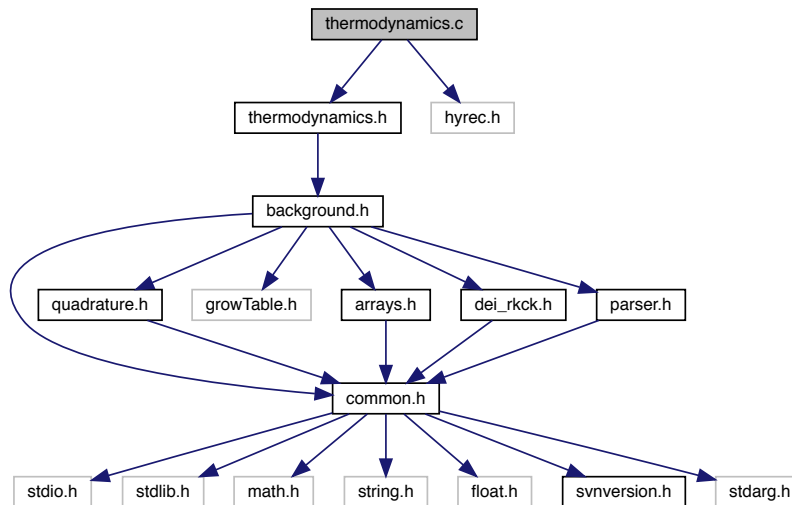 thermodynamics.c
thermodynamics.h
hyrec.h
background.h
quadrature.h
growTable.h
arrays.h
dei_rkck.h
parser.h
common.h
stdio.h
stdlib.h
math.h
string.h
float.h
svnversion.h
stdarg.h